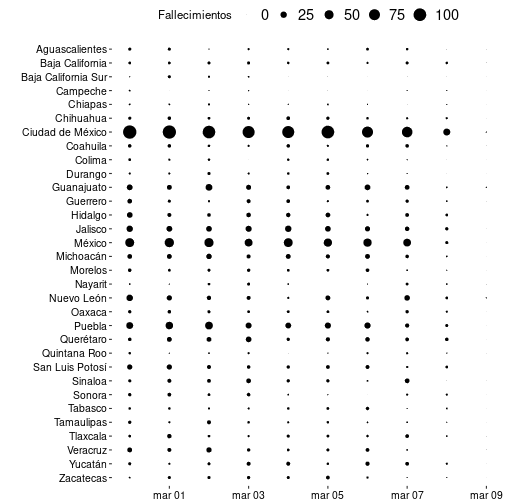 Fallecimientos 0 25 50 75 100
Aguascalientes
Baja California
Baja California Sur
Campeche
Chiapas
Chihuahua
Ciudad de México
Coahuila
Colima
Durango
Guanajuato
Guerrero
Hidalgo
Jalisco
México
Michoacán
Morelos
Nayarit
Nuevo León
Oaxaca
Puebla
Querétaro
Quintana Roo
San Luis Potosí
Sinaloa
Sonora
Tabasco
Tamaulipas
Tlaxcala
Veracruz
Yucatán
Zacatecas
mar 01 mar 03 mar 05 mar 07 mar 09